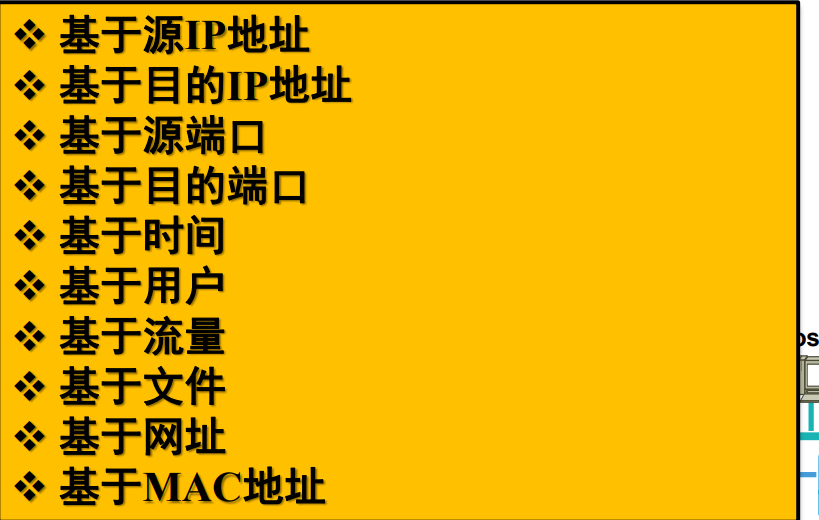 ❖ 基于源IP地址
❖ 基于目的IP地址
❖ 基于源端口
❖ 基于目的端口
❖ 基于时间
❖ 基于用户
❖ 基于流量
❖ 基于文件
❖ 基于网址
❖ 基于MAC地址